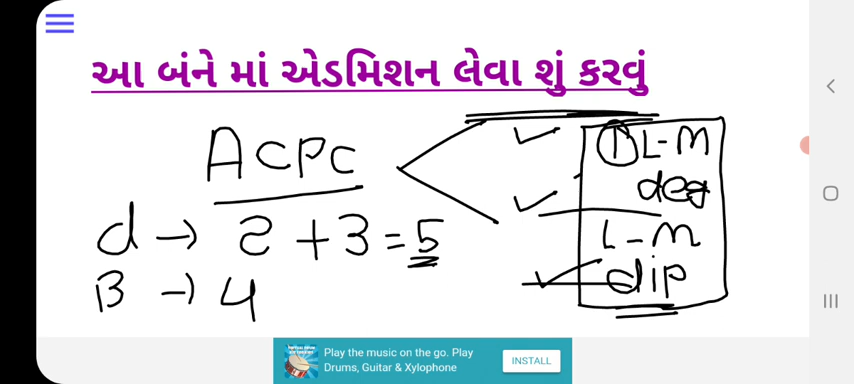 આ બંને માં એડમિશન લેવા શું કરવું
ACPC
① L-M
deg
d → 2 + 3 = 5
L-M
dip
B → 4
Play the music on the go. Play
Drums, Guitar & Xylophone
INSTALL